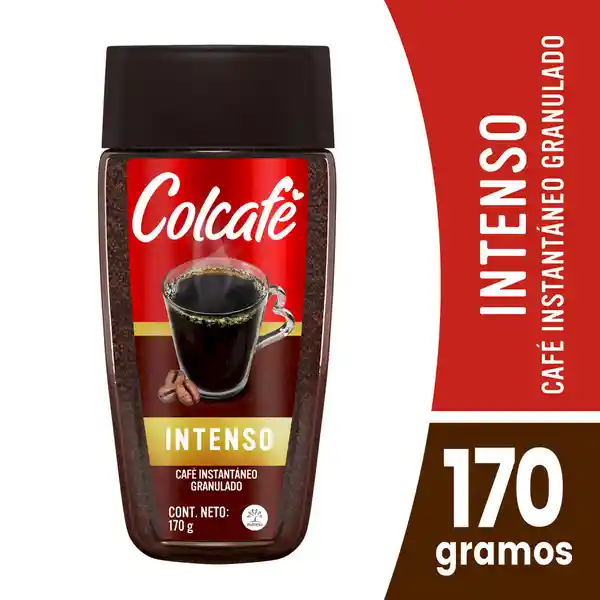 Colcafé
INTENSO
CAFÉ INSTANTÁNEO
GRANULADO
CONT. NETO:
170 g
INTENSO
CAFÉ INSTANTÁNEO GRANULADO
170
gramos